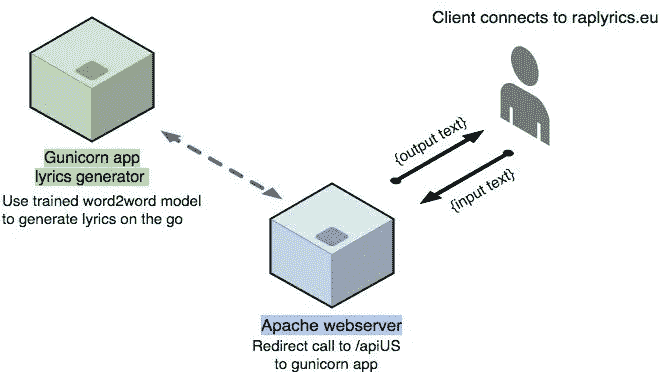 Client connects to raplyrics.eu
Gunicorn app
lyrics generator
Use trained word2word model
to generate lyrics on the go
{output text}
{input text}
Apache webserver
Redirect call to /apiUS
to gunicorn app